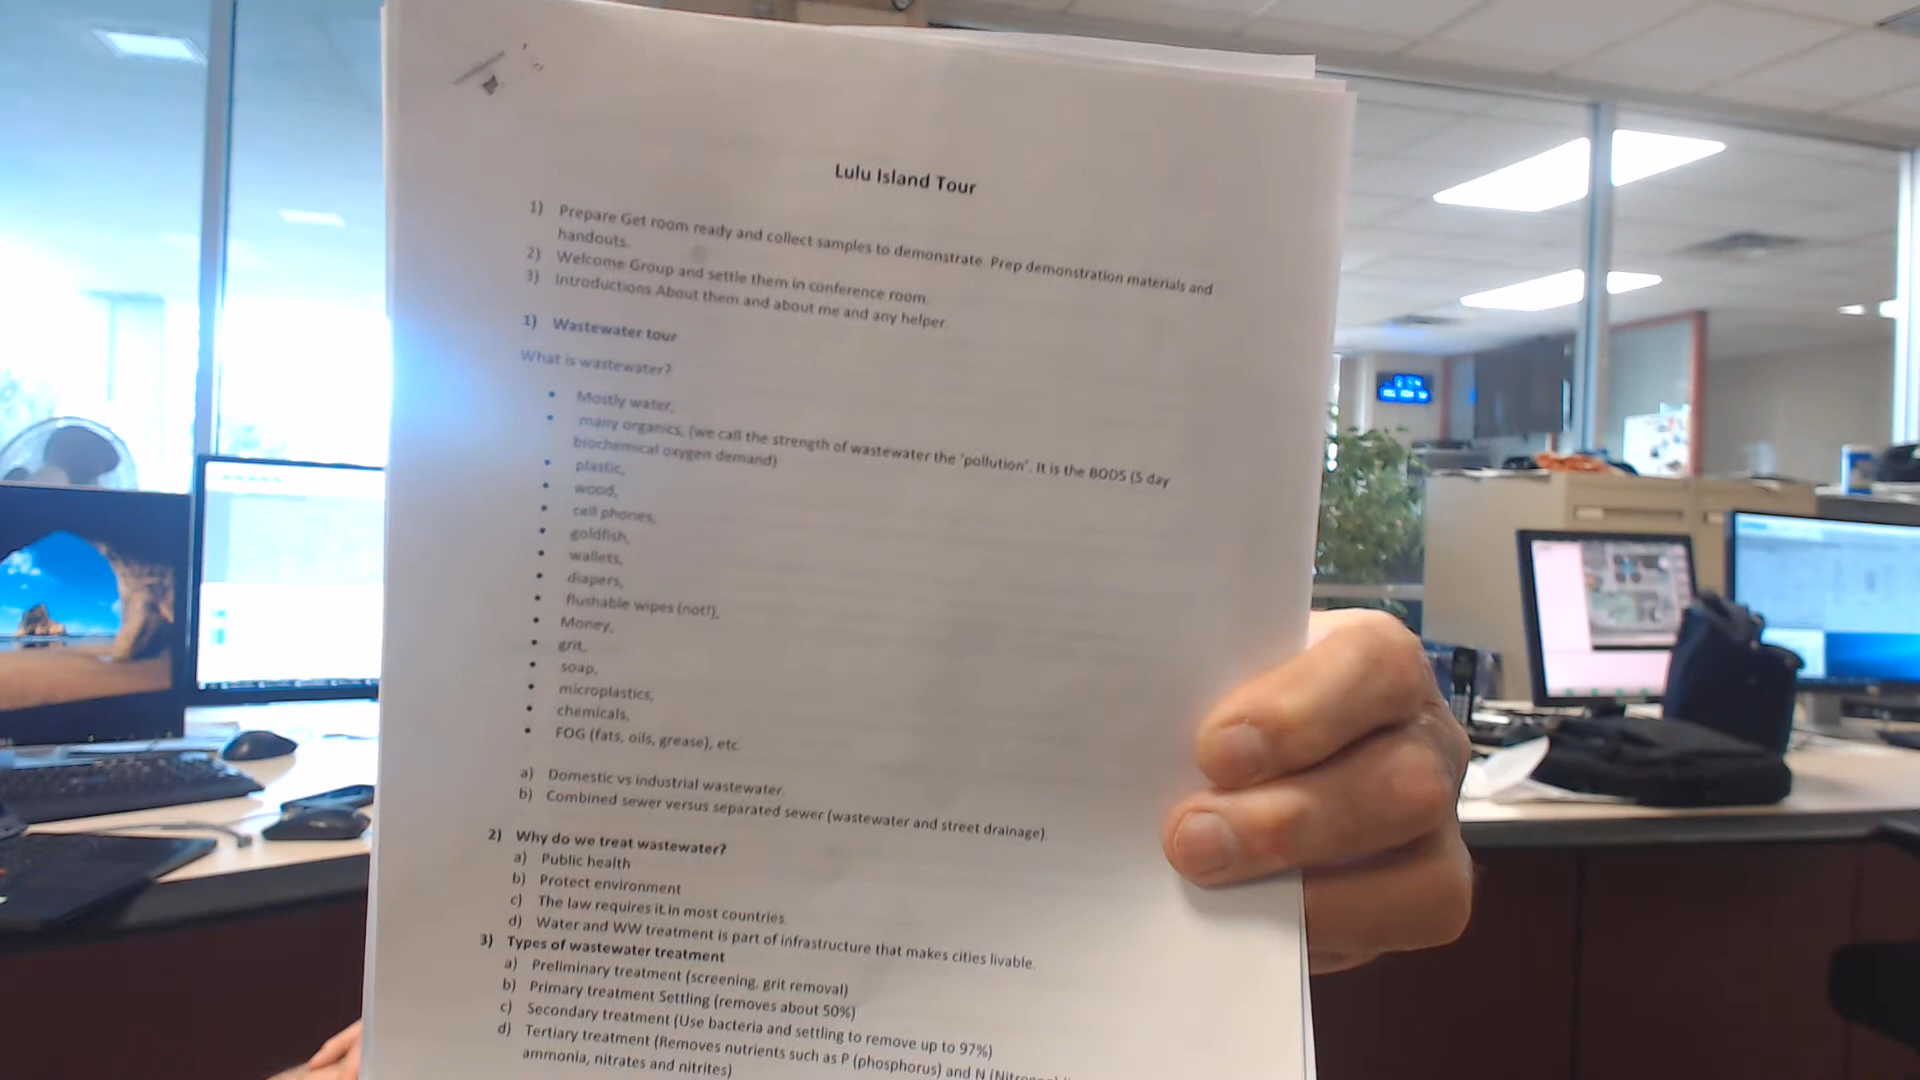 Lulu Island Tour
1) Prepare Get room ready and collect samples to demonstrate. Prep demonstration materials and
handouts.
2) Welcome Group and settle them in conference room.
3) Introductions About them and about me and any helper.
1) Wastewater tour
What is wastewater?
• Mostly water,
• many organics, (we call the strength of wastewater the 'pollution'. It is the BOD5 (5 day
biochemical oxygen demand)
• plastic,
• wood,
• cell phones,
• goldfish,
• wallets,
• diapers,
• flushable wipes (not!),
• Money,
• grit,
• soap,
• microplastics,
• chemicals,
• FOG (fats, oils, grease), etc.
a) Domestic vs industrial wastewater.
b) Combined sewer versus separated sewer (wastewater and street drainage)
2) Why do we treat wastewater?
a) Public health
b) Protect environment
c) The law requires it in most countries.
d) Water and WW treatment is part of infrastructure that makes cities livable.
3) Types of wastewater treatment
a) Preliminary treatment (screening, grit removal)
b) Primary treatment Settling (removes about 50%)
c) Secondary treatment (Use bacteria and settling to remove up to 97%)
d) Tertiary treatment (Removes nutrients such as P (phosphorus) and N
ammonia, nitrates and nitrites)